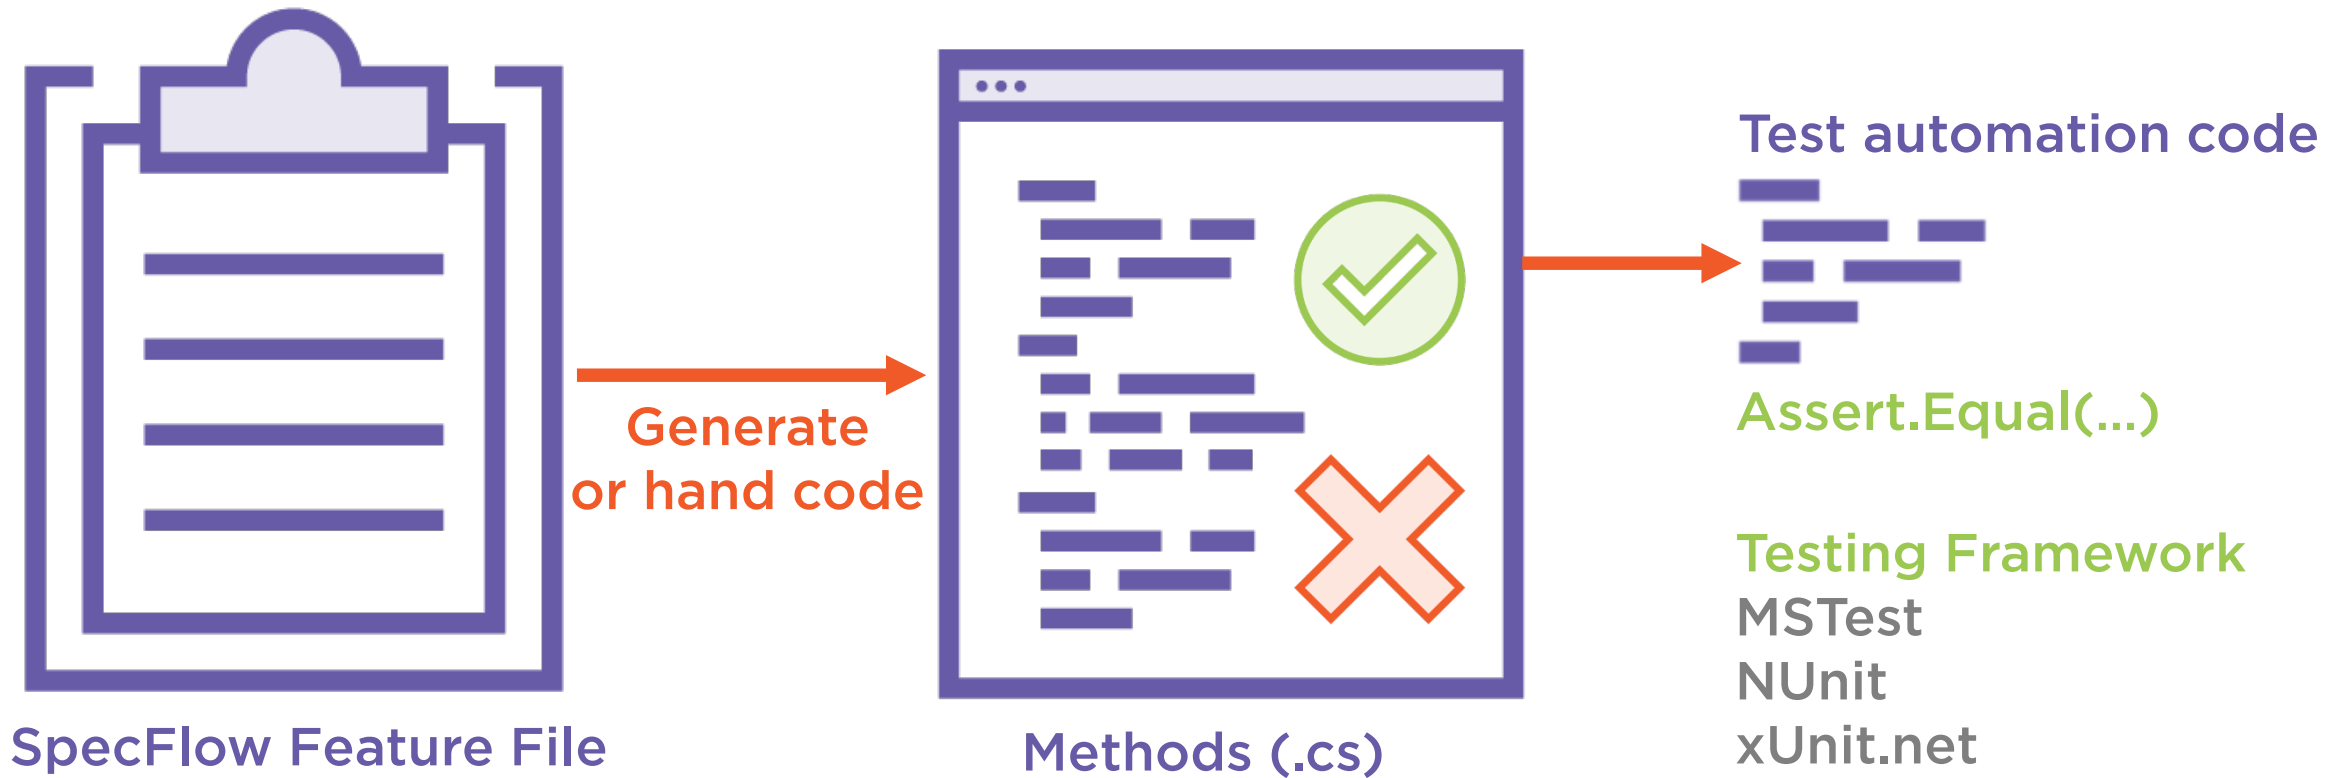 SpecFlow Feature File
Generate
or hand code
Methods (.cs)
Test automation code
Assert.Equal(...)
Testing Framework
MSTest
NUnit
xUnit.net